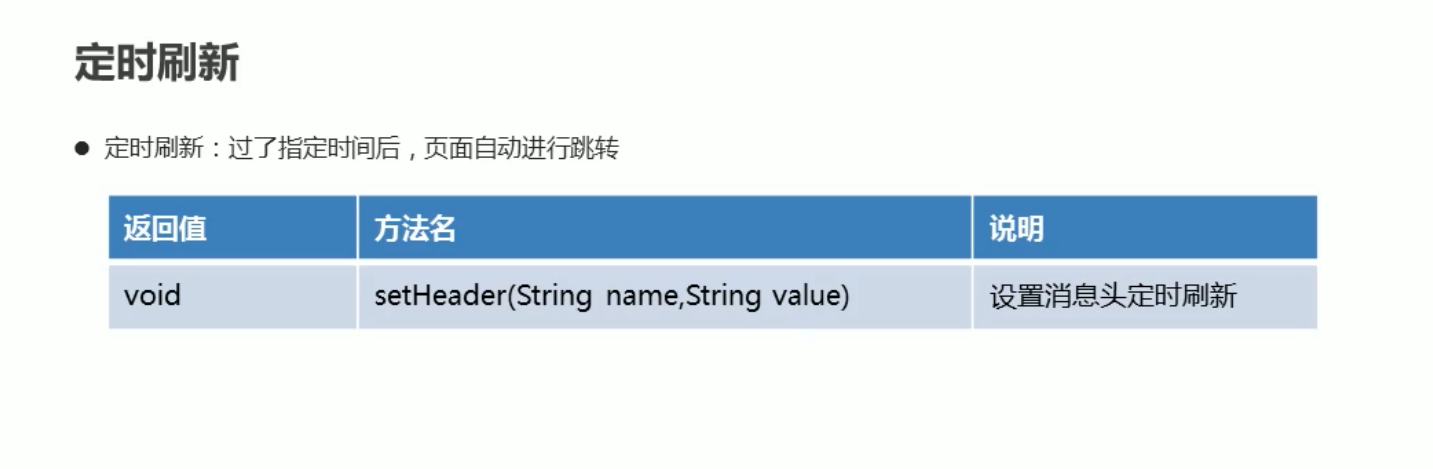 定时刷新
● 定时刷新：过了指定时间后，页面自动进行跳转
返回值 方法名 说明
void setHeader(String name,String value) 设置消息头定时刷新